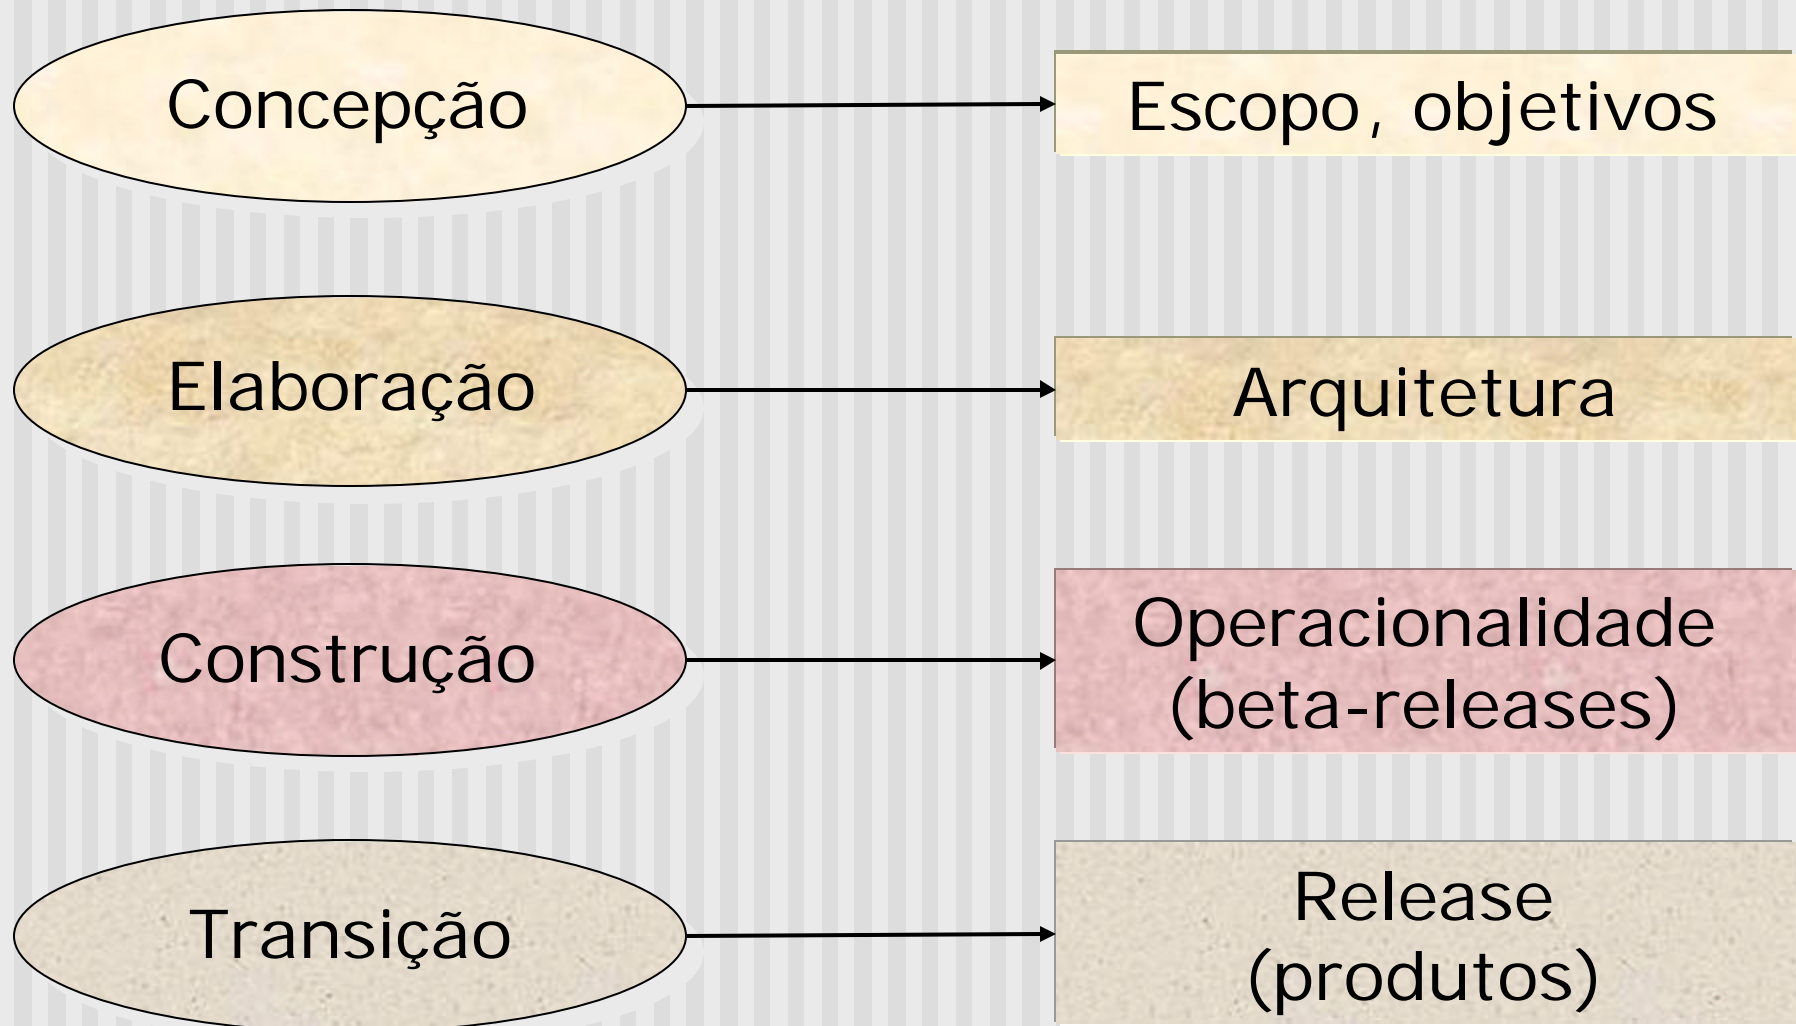 Concepção
Escopo, objetivos
Elaboração
Arquitetura
Construção
Operacionalidade
(beta-releases)
Transição
Release
(produtos)